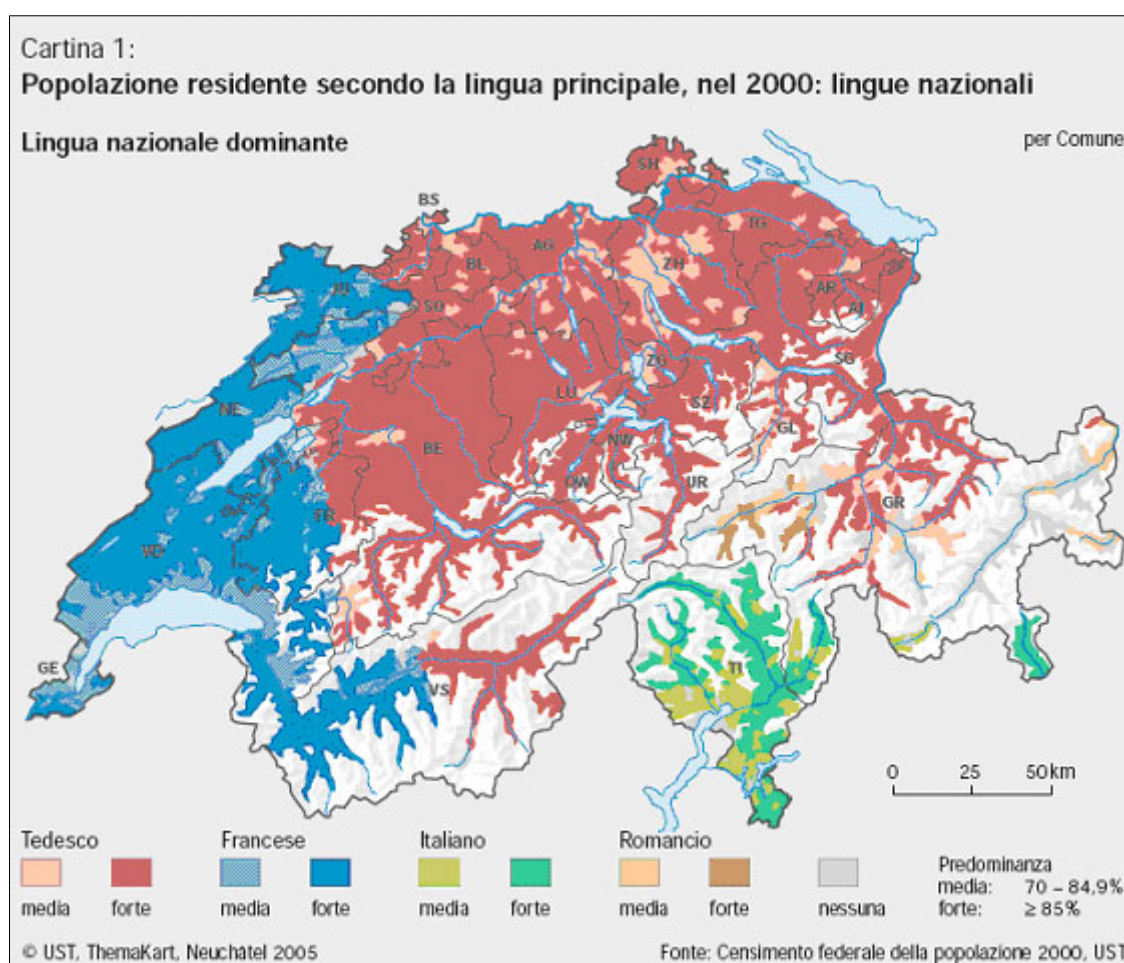 Cartina 1:
Popolazione residente secondo la lingua principale, nel 2000: lingue nazionali
Lingua nazionale dominante
per Comune
SH
BS
TG
AG
BL
ZH
JU
AR
SO
AI
ZG
SG
LU
SZ
NE
GL
BE
NW
OW
UR
GR
FR
VD
TI
GE
VS
0 25 50 km
Tedesco Francese Italiano Romancio
Predominanza
media: 70 – 84,9%
forte: ≥ 85%
media forte media forte media forte media forte nessuna
© UST, ThemaKart, Neuchâtel 2005
Fonte: Censimento federale della popolazione 2000, UST